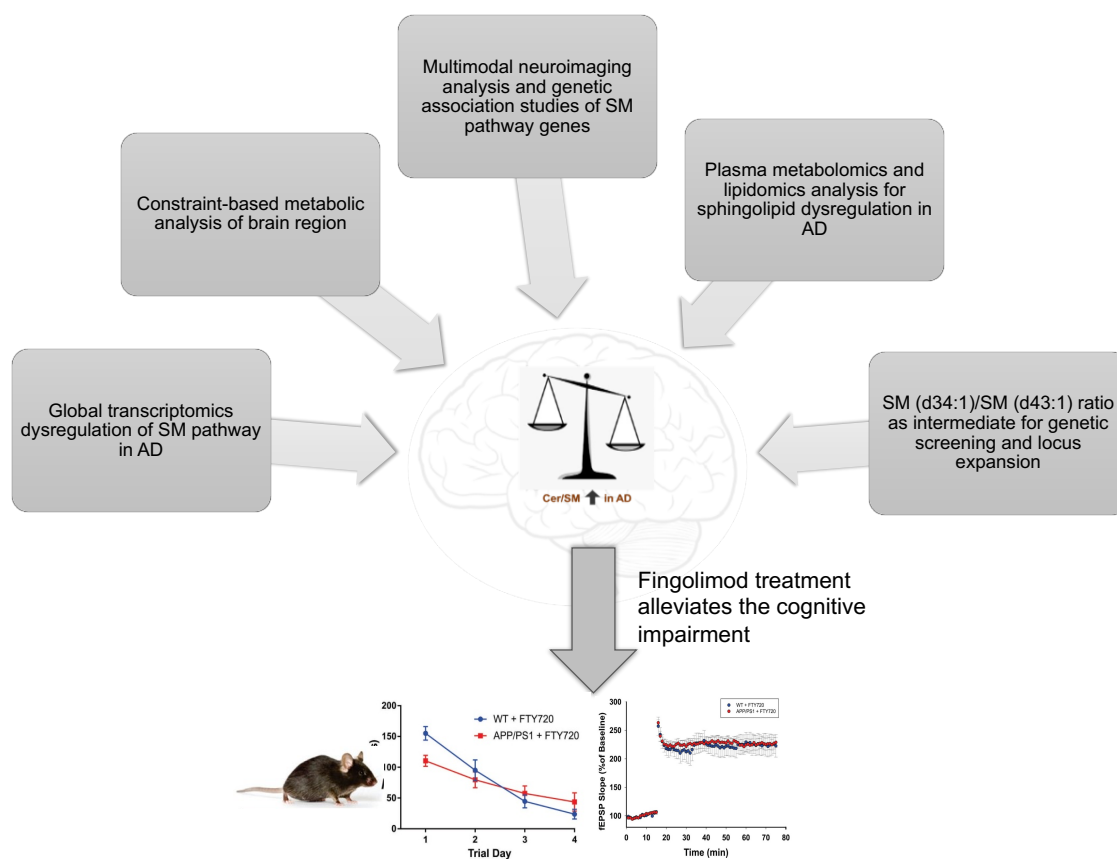 Multimodal neuroimaging
analysis and genetic
association studies of SM
pathway genes
Constraint-based metabolic
analysis of brain region
Plasma metabolomics and
lipidomics analysis for
sphingolipid dysregulation in
AD
Global transcriptomics
dysregulation of SM pathway
in AD
SM (d34:1)/SM (d43:1) ratio
as intermediate for genetic
screening and locus
expansion
Cer/SM in AD
Fingolimod treatment
alleviates the cognitive
impairment
200
150
100
50
0
1 2 3 4
Trial Day
WT + FTY720
APP/PS1 + FTY720
fEPSP Slope (%of Baseline)
300
250
200
150
100
0 10 20 30 40 50 60 70 80
Time (min)
WT + FTY720
APP/PS1 + FTY720